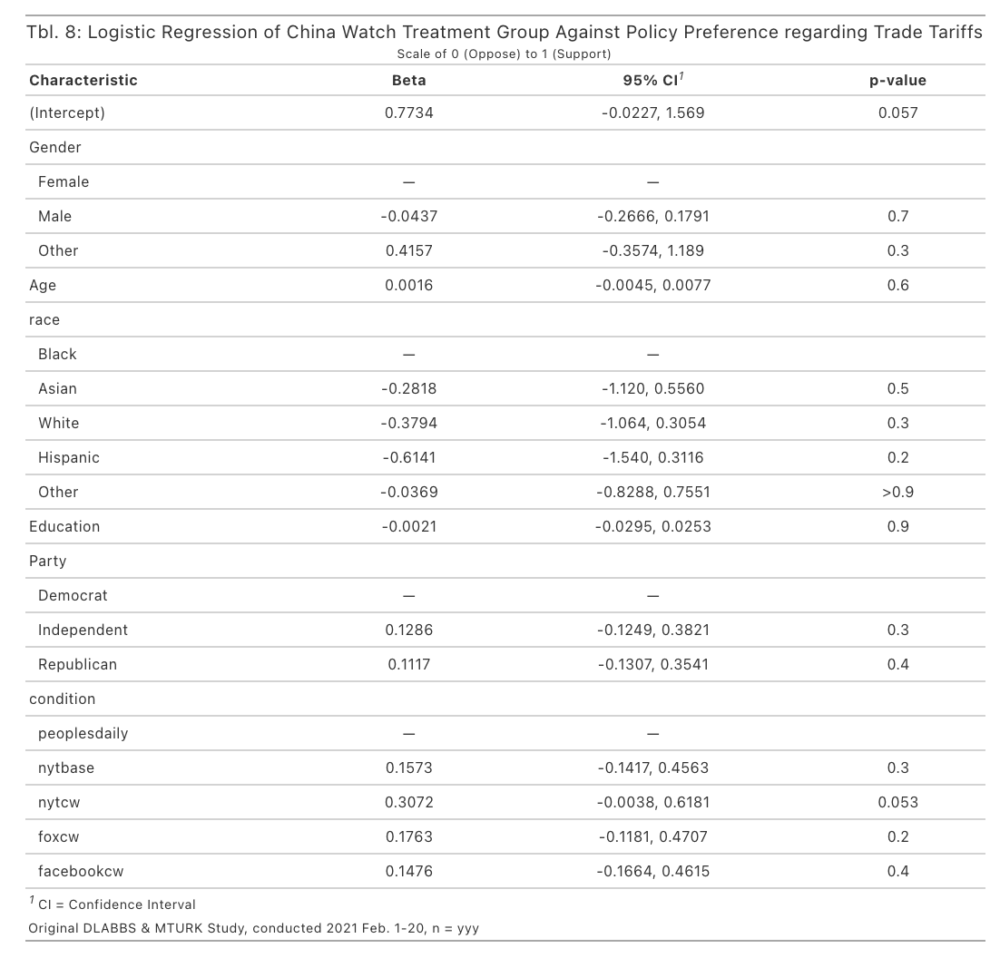 Tbl. 8: Logistic Regression of China Watch Treatment Group Against Policy Preference regarding Trade Tariffs
Scale of 0 (Oppose) to 1 (Support)
Characteristic Beta 95% CI1 p-value
(Intercept) 0.7734 -0.0227, 1.569 0.057
Gender
Female — —
Male -0.0437 -0.2666, 0.1791 0.7
Other 0.4157 -0.3574, 1.189 0.3
Age 0.0016 -0.0045, 0.0077 0.6
race
Black — —
Asian -0.2818 -1.120, 0.5560 0.5
White -0.3794 -1.064, 0.3054 0.3
Hispanic -0.6141 -1.540, 0.3116 0.2
Other -0.0369 -0.8288, 0.7551 >0.9
Education -0.0021 -0.0295, 0.0253 0.9
Party
Democrat — —
Independent 0.1286 -0.1249, 0.3821 0.3
Republican 0.1117 -0.1307, 0.3541 0.4
condition
peoplesdaily — —
nytbase 0.1573 -0.1417, 0.4563 0.3
nytcw 0.3072 -0.0038, 0.6181 0.053
foxcw 0.1763 -0.1181, 0.4707 0.2
facebookcw 0.1476 -0.1664, 0.4615 0.4
1 CI = Confidence Interval
Original DLABBS & MTURK Study, conducted 2021 Feb. 1-20, n = yyy